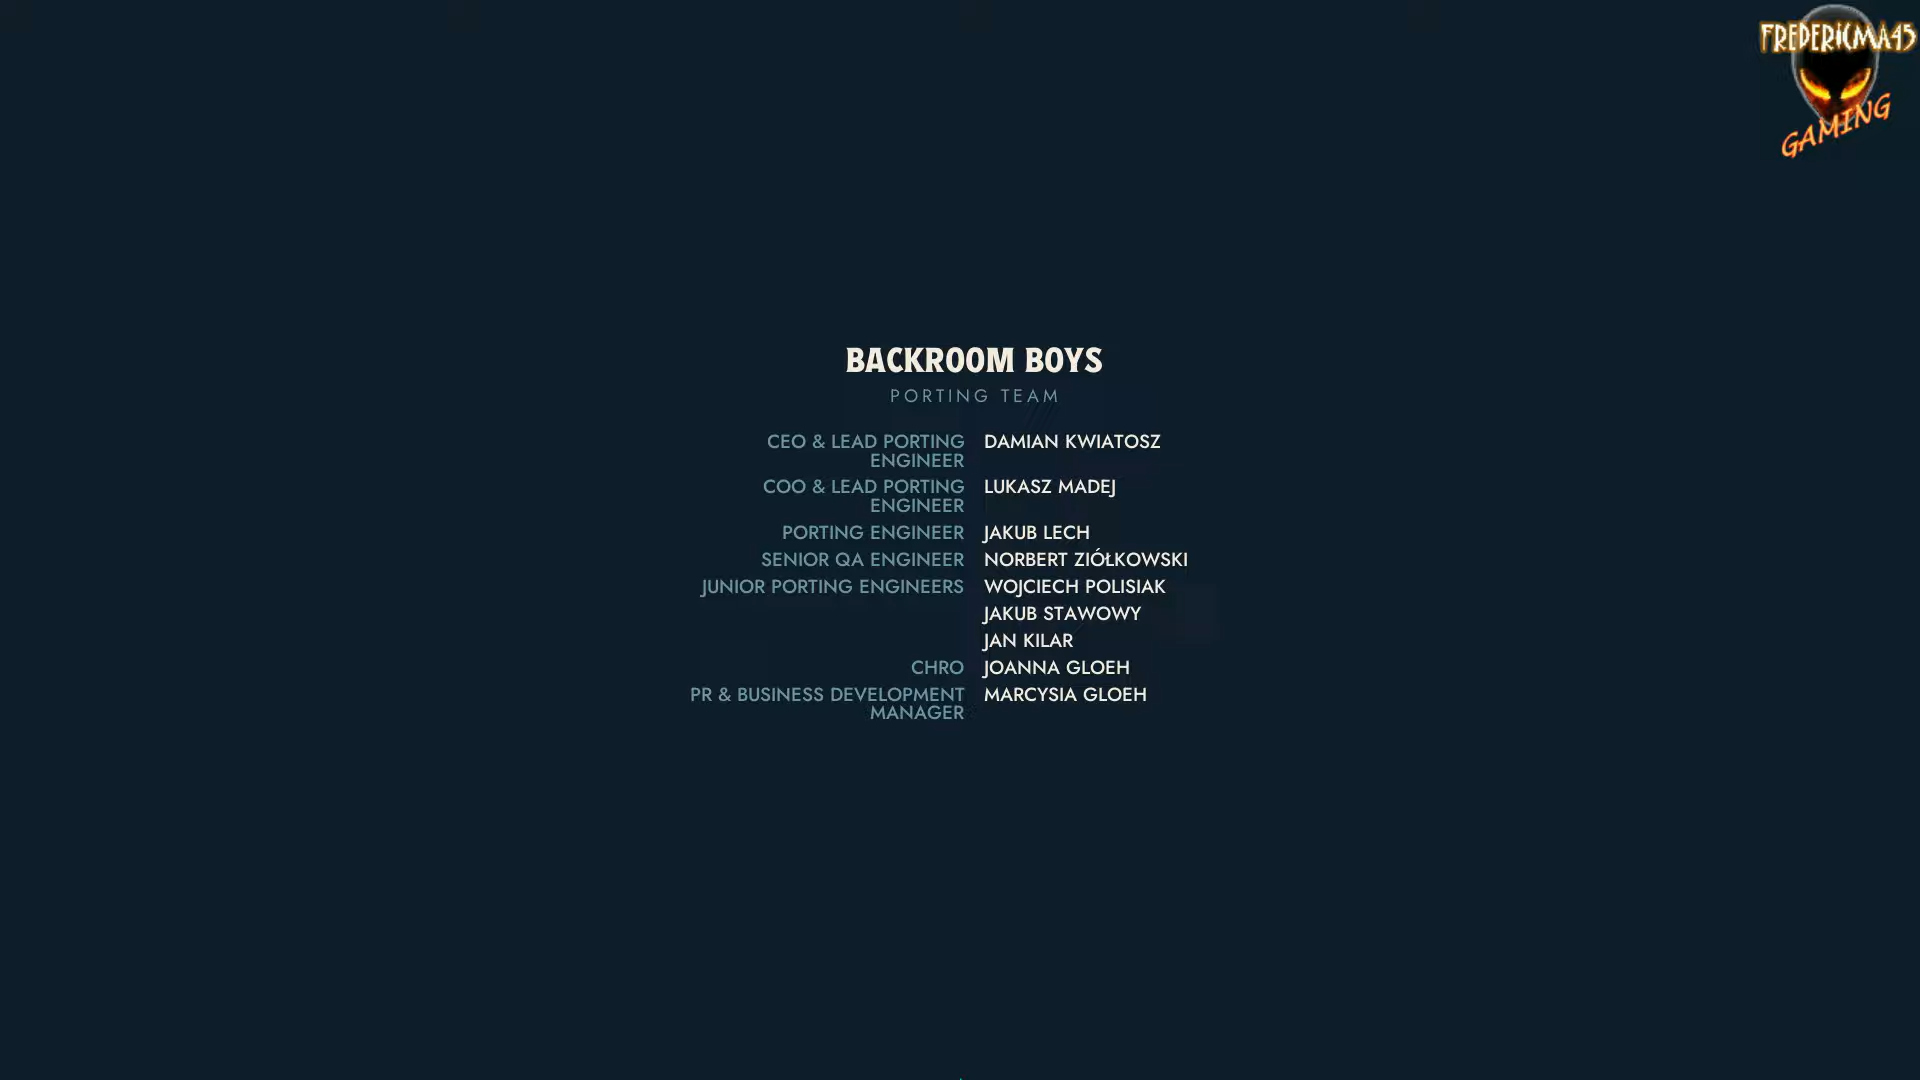 FREDERICMA45
GAMING
BACKROOM BOYS
PORTING TEAM
CEO & LEAD PORTING ENGINEER DAMIAN KWIATOSZ
COO & LEAD PORTING ENGINEER LUKASZ MADEJ
PORTING ENGINEER JAKUB LECH
SENIOR QA ENGINEER NORBERT ZIÓŁKOWSKI
JUNIOR PORTING ENGINEERS WOJCIECH POLISIAK
JAKUB STAWOWY
JAN KILAR
CHRO JOANNA GLOEH
PR & BUSINESS DEVELOPMENT MANAGER MARCYSIA GLOEH